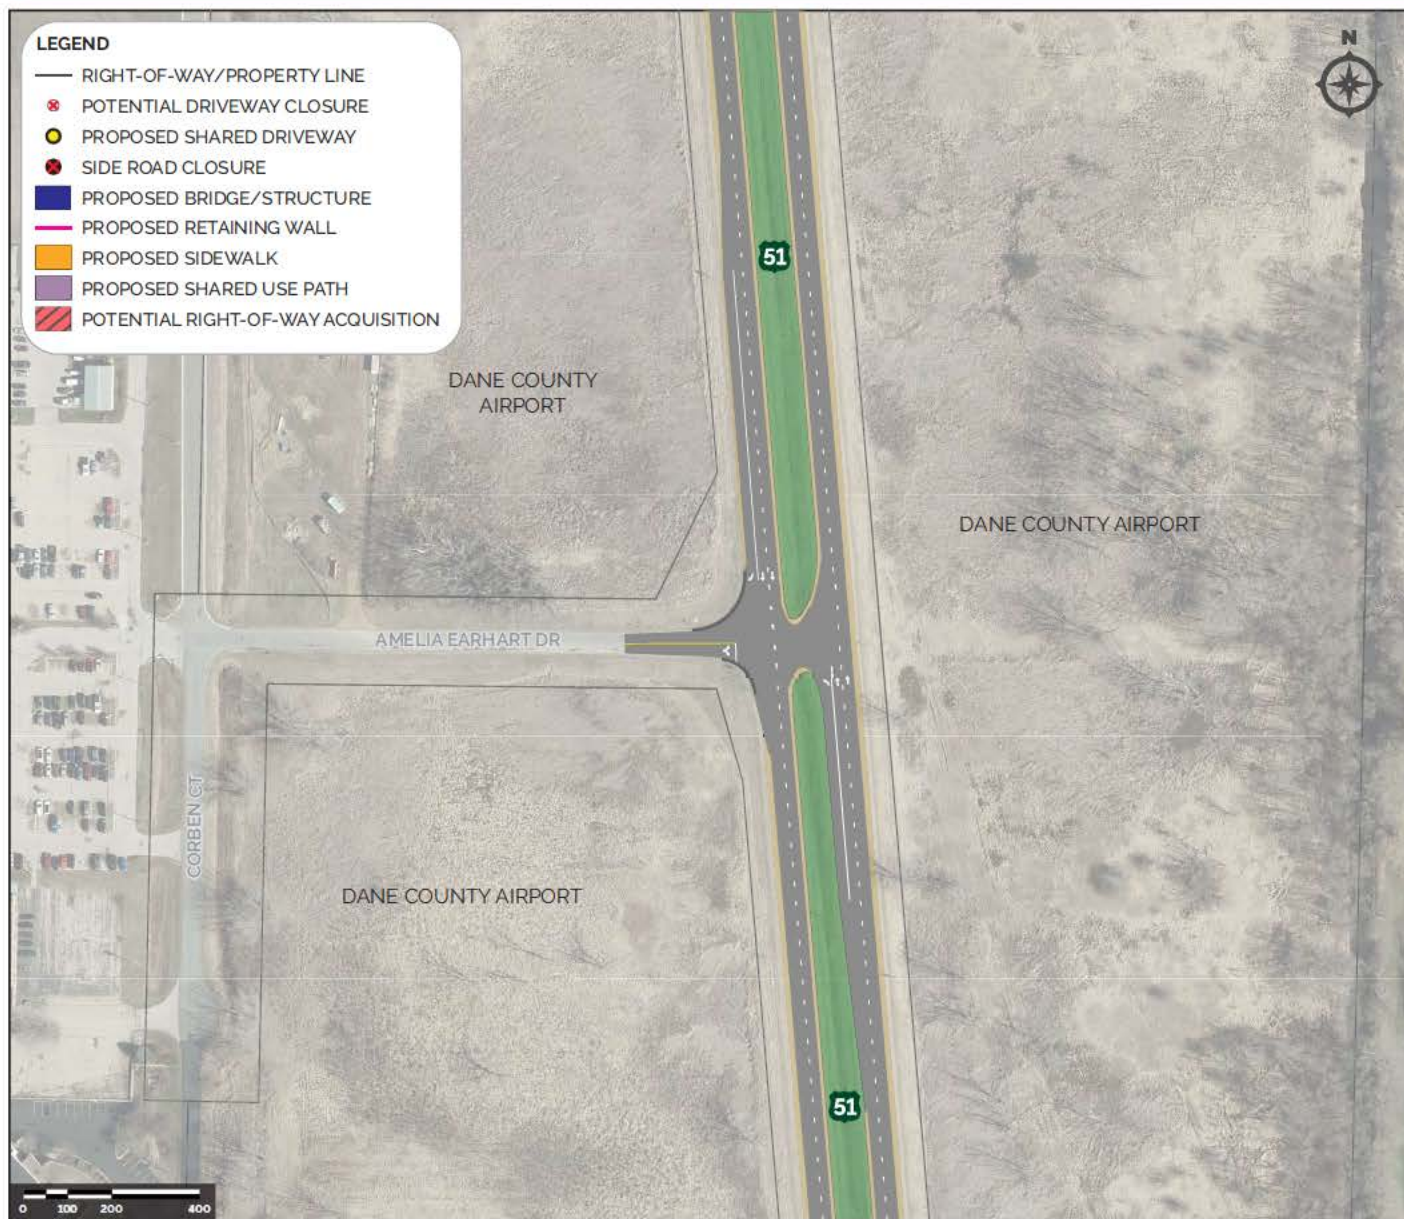 LEGEND
RIGHT-OF-WAY/PROPERTY LINE
POTENTIAL DRIVEWAY CLOSURE
PROPOSED SHARED DRIVEWAY
SIDE ROAD CLOSURE
PROPOSED BRIDGE/STRUCTURE
PROPOSED RETAINING WALL
PROPOSED SIDEWALK
PROPOSED SHARED USE PATH
POTENTIAL RIGHT-OF-WAY ACQUISITION
N
51
DANE COUNTY
AIRPORT
DANE COUNTY AIRPORT
AMELIA EARHART DR
CORBEN CT
DANE COUNTY AIRPORT
51
0 100 200 400